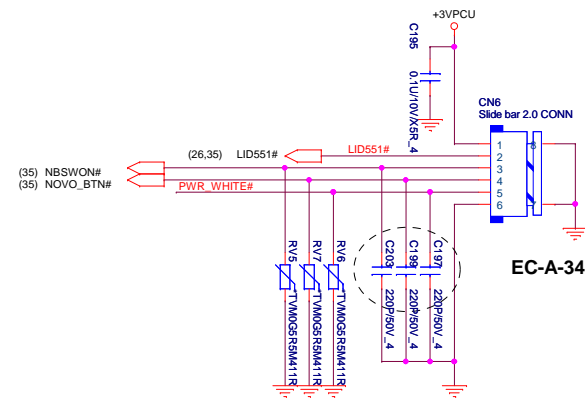 +3VPCU
C195
0.1U/10V/X5R_4
CN6
Slide bar 2.0 CONN
1
2
3
4
5
6
8
7
(26,35) LID551#
LID551#
(35) NBSWON#
(35) NOVO_BTN#
PWR_WHITE#
EC-A-34
RV5
*TVM0G5R5M411R
RV7
*TVM0G5R5M411R
RV6
*TVM0G5R5M411R
C203
220P/50V_4
C199
220P/50V_4
C197
220P/50V_4